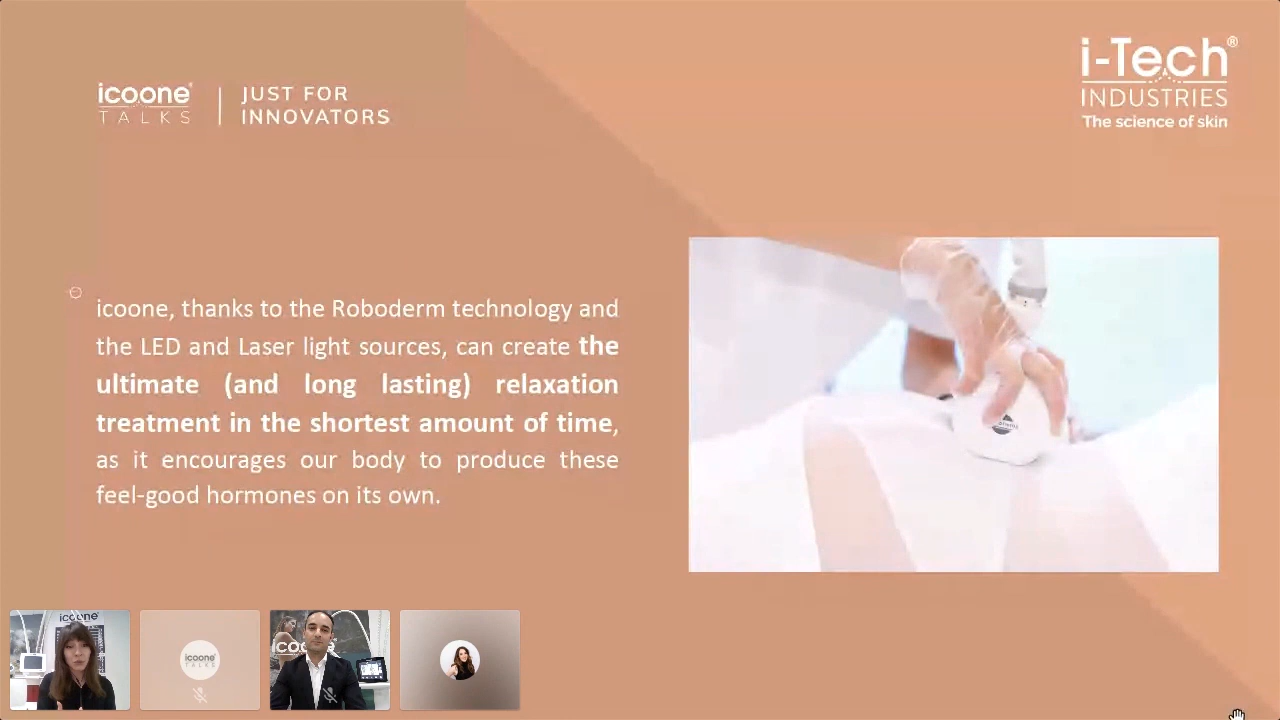 icoone®
TALKS
JUST FOR
INNOVATORS
i-Tech®
INDUSTRIES
The science of skin
icoone, thanks to the Roboderm technology and
the LED and Laser light sources, can create the
ultimate (and long lasting) relaxation
treatment in the shortest amount of time,
as it encourages our body to produce these
feel-good hormones on its own.
icoone
icoone
TALKS